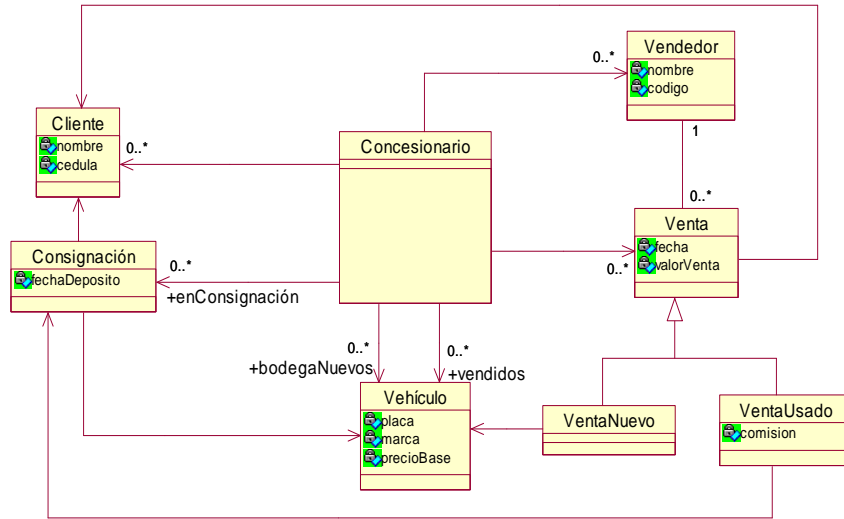 Vendedor
0..*
nombre
codigo
1
Cliente
nombre
cedula
0..*
Concesionario
0..*
Venta
fecha
valorVenta
0..*
Consignación
fechaDeposito
0..*
+enConsignación
0..*
+bodegaNuevos
0..*
+vendidos
Vehículo
placa
marca
precioBase
VentaNuevo
VentaUsado
comision